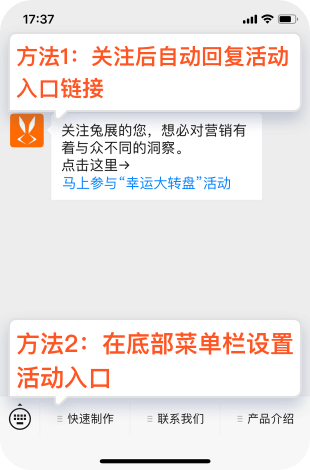 17:37
方法1：关注后自动回复活动
入口链接
关注兔展的您，想必对营销有
着与众不同的洞察。
点击这里→
马上参与“幸运大转盘”活动
方法2：在底部菜单栏设置
活动入口
快速制作 联系我们 产品介绍